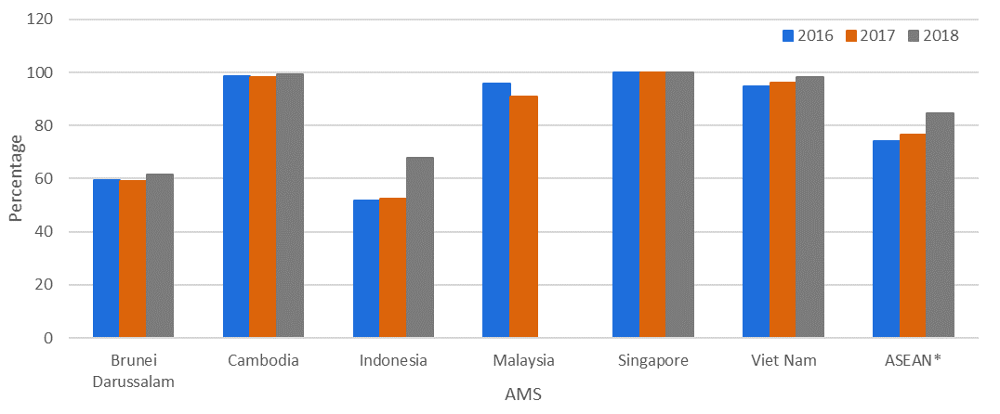 120
2016 2017 2018
100
80
60
40
20
0
Percentage
Brunei Darussalam
Cambodia
Indonesia
Malaysia
Singapore
Viet Nam
ASEAN*
AMS